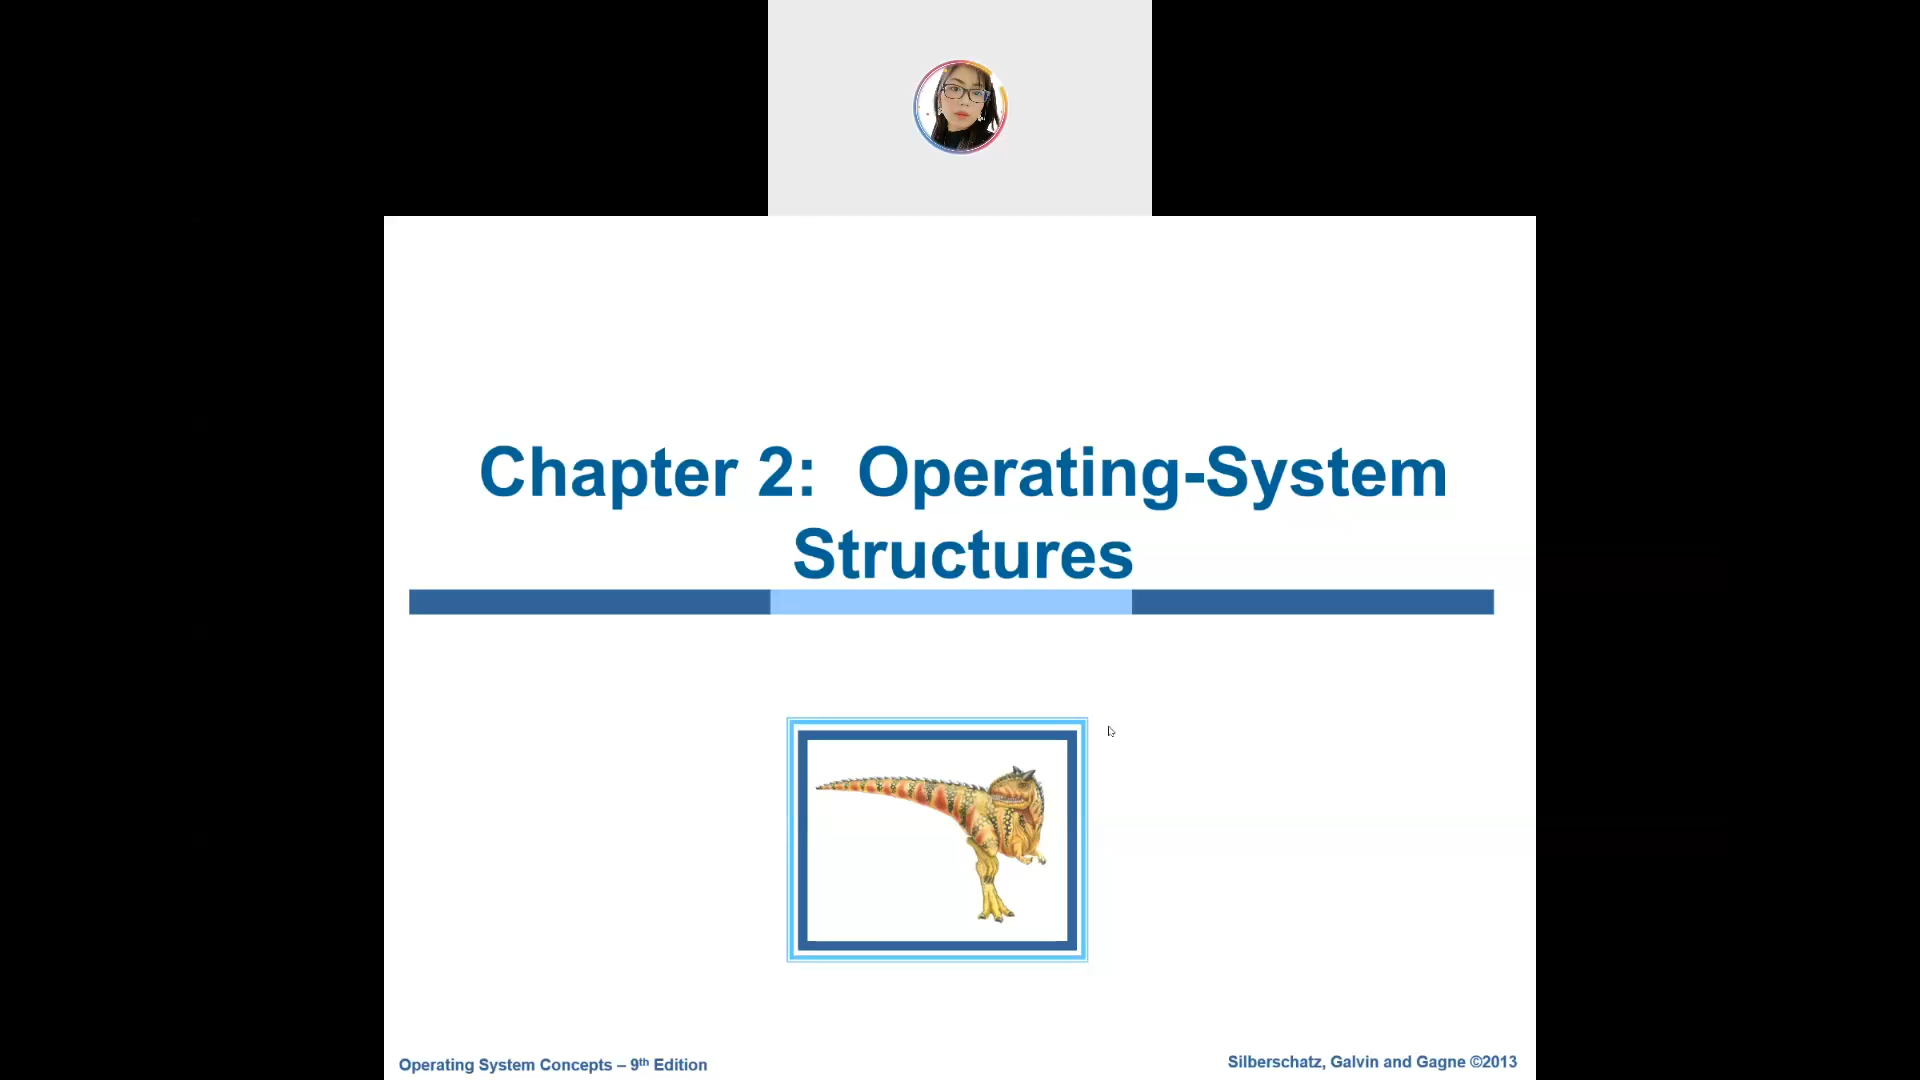 Chapter 2: Operating-System
Structures
Operating System Concepts – 9th Edition
Silberschatz, Galvin and Gagne ©2013